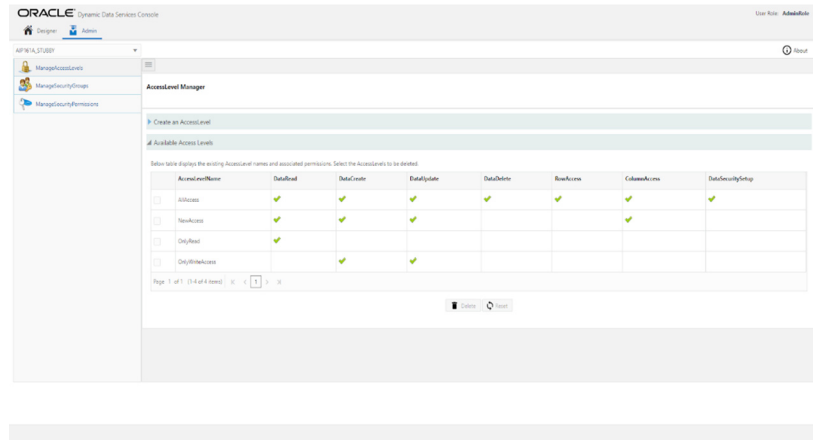 ORACLE Dynamic Data Services Console
User Role: AdminRole
Designer Admin
About
ManageAccessLevels
ManageSecurityGroups
AccessLevel Manager
ManageSecurityPermissions
Create an AccessLevel
Available Access Levels
Below table displays the existing AccessLevel names and associated permissions. Select the AccessLevels to be deleted
AccessLevelName DataRead DataCreate DataUpdate DataDelete RowAccess ColumnAccess DataSecuritySetup
AllAccess
NewAccess
OnlyRead
OnlyWriteAccess
Page 1 of 1 (1-4 of 4 items) 1
Delete Reset